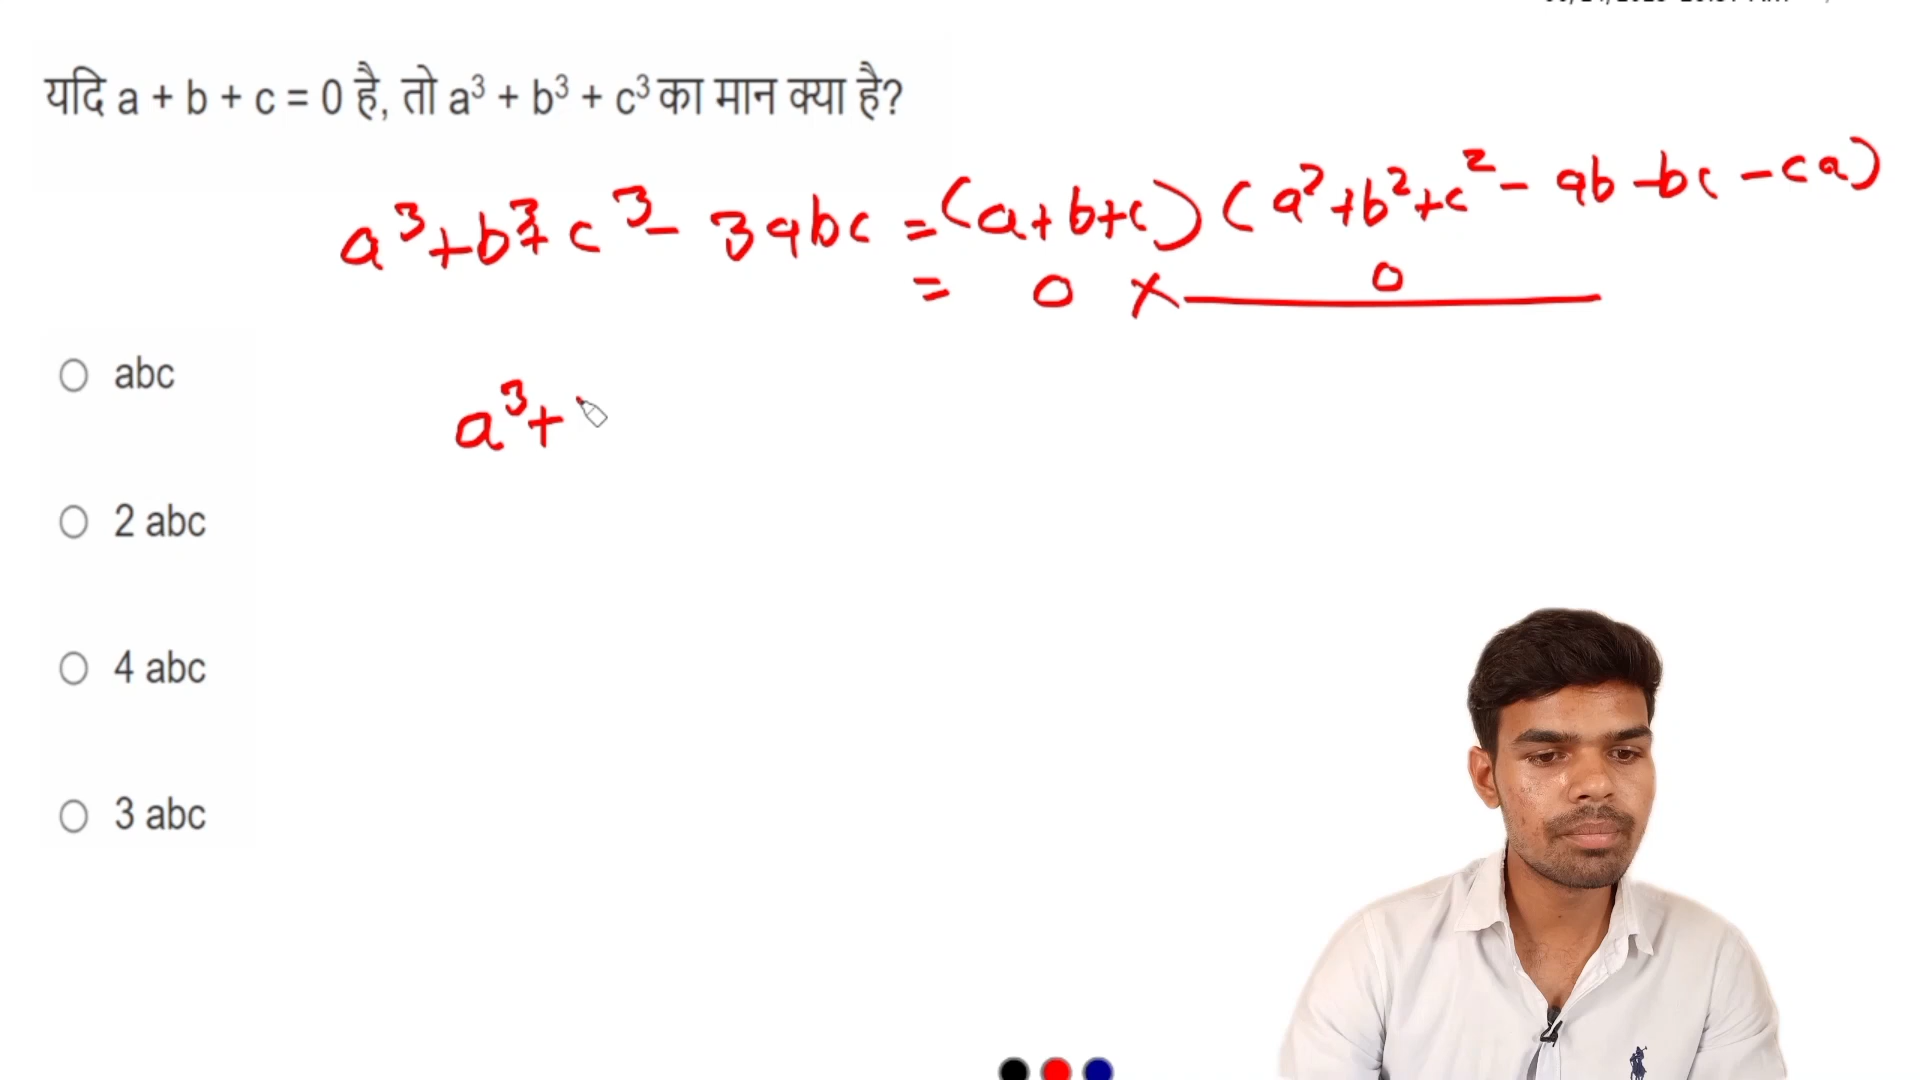 यदि a + b + c = 0 है, तो a³ + b³ + c³ का मान क्या है?
a³+b³+c³- 3abc = (a+b+c) (a²+b²+c²- ab-bc-ca)
= 0 × 0
abc
a³+
2 abc
4 abc
3 abc